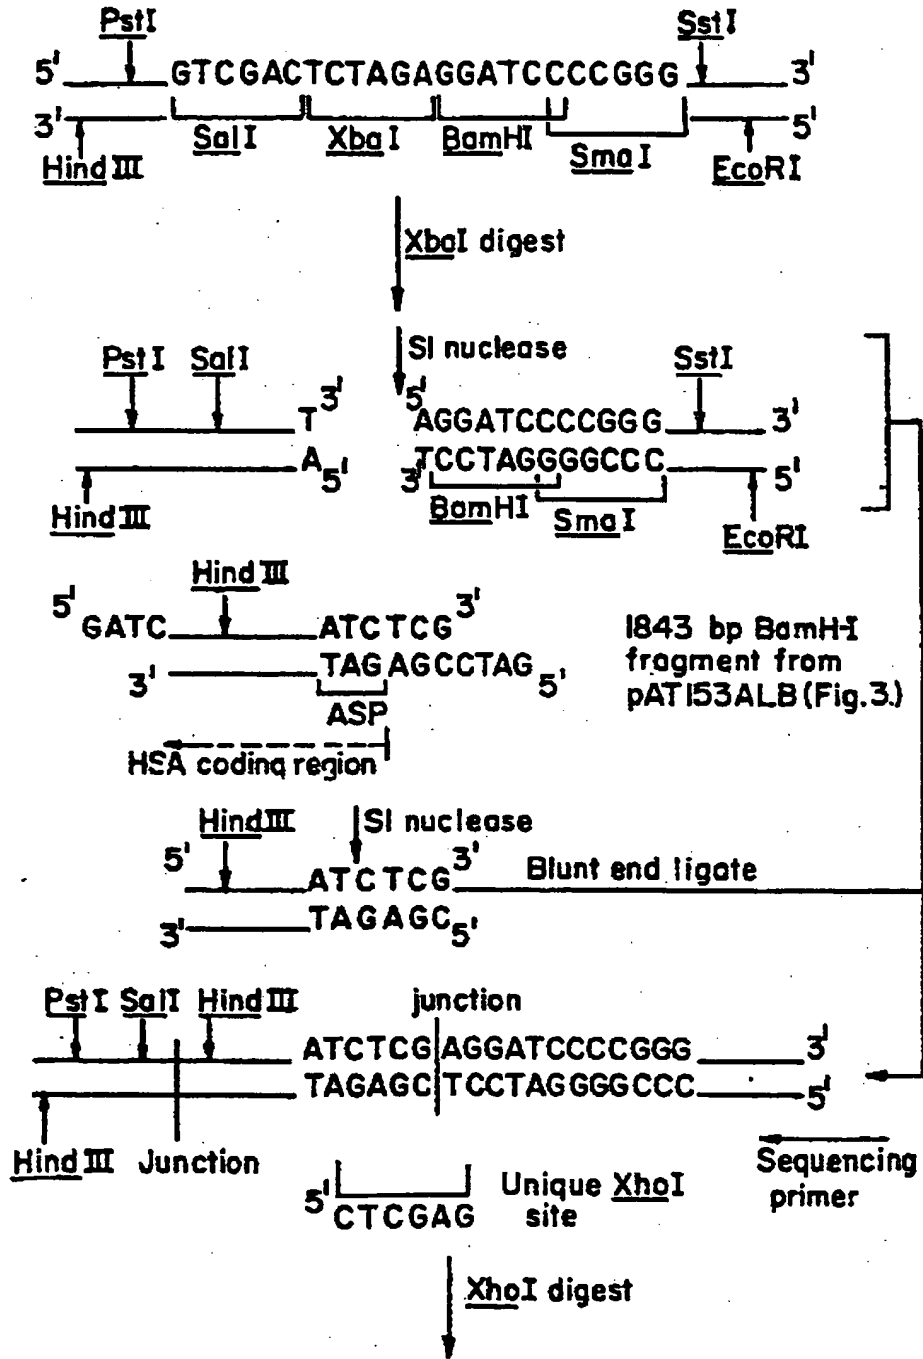 PstI SstI
5' GTCGACTCTAGAGGATCCCCGGG 3'
3' 5'
SalI XbaI BamHI SmaI
HindIII EcoRI
XbaI digest
SI nuclease
PstI SalI SstI
T 3' 5' AGGATCCCCGGG 3'
A 5' 3' TCCTAGGGGCCC 5'
BamHI SmaI
HindIII EcoRI
HindIII
5' GATC ATCTCG 3'
3' TAGAGCCTAG 5'
ASP
HSA coding region
1843 bp BamH-I
fragment from
pAT153ALB (Fig.3.)
HindIII SI nuclease
5' ATCTCG 3' Blunt end ligate
3' TAGAGC 5'
PstI SalI HindIII junction
ATCTCG AGGATCCCCGGG 3'
TAGAGC TCCTAGGGGCCC 5'
HindIII Junction
Sequencing
primer
5' CTCGAG
Unique XhoI
site
XhoI digest